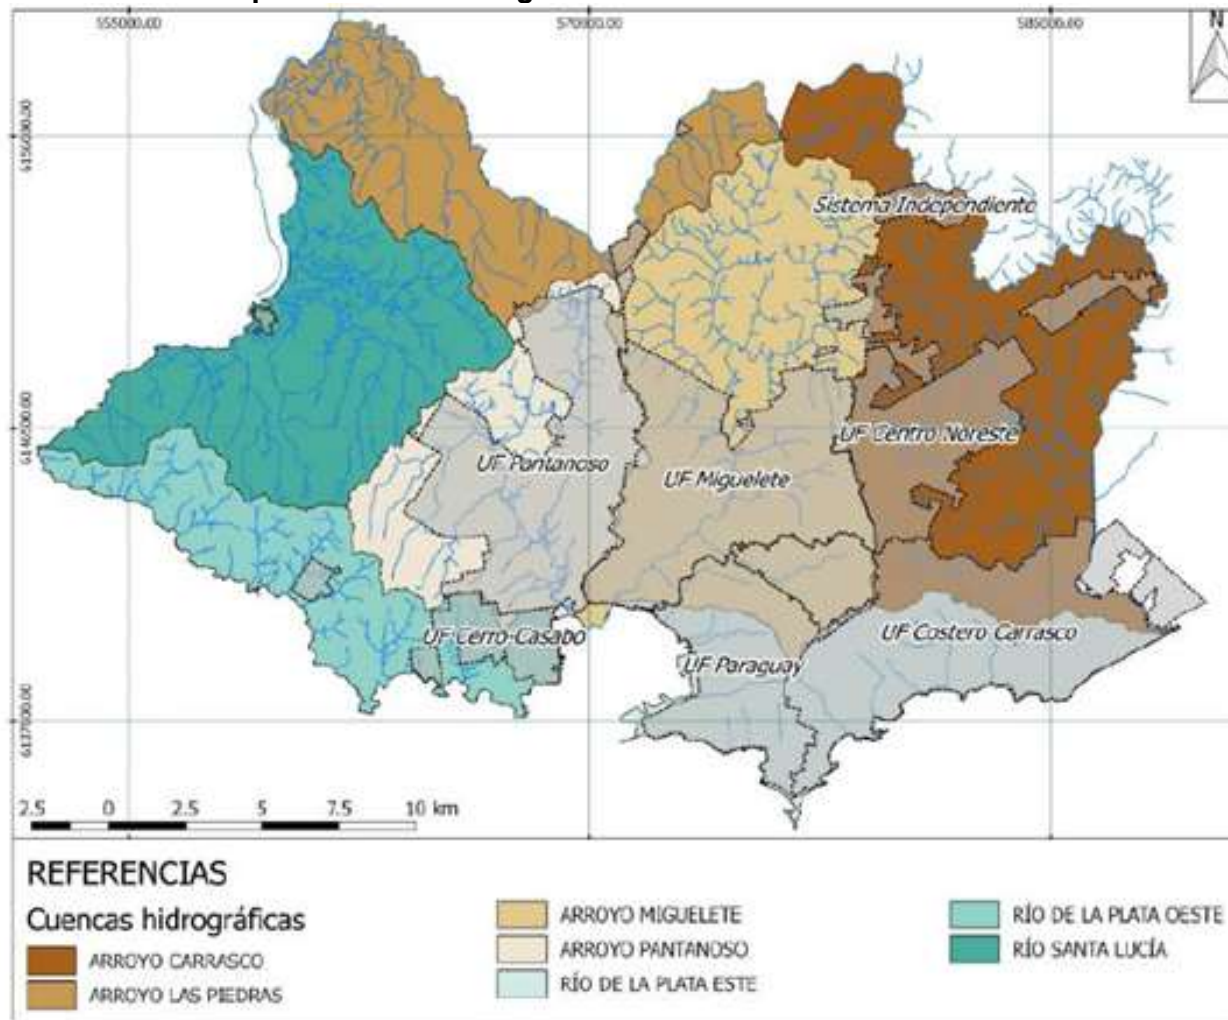 555000.00 570000.00 585000.00
N
Sistema Independiente
UF Pantanoso
UF Centro Noreste
UF Miguelete
UF Cerro-Casabo
UF Costero Carrasco
UF Paraguay
6137000.00
2.5 0 2.5 5 7.5 10 km
REFERENCIAS
Cuencas hidrográficas
ARROYO CARRASCO
ARROYO LAS PIEDRAS
ARROYO MIGUELETE
ARROYO PANTANOSO
RÍO DE LA PLATA ESTE
RÍO DE LA PLATA OESTE
RÍO SANTA LUCÍA